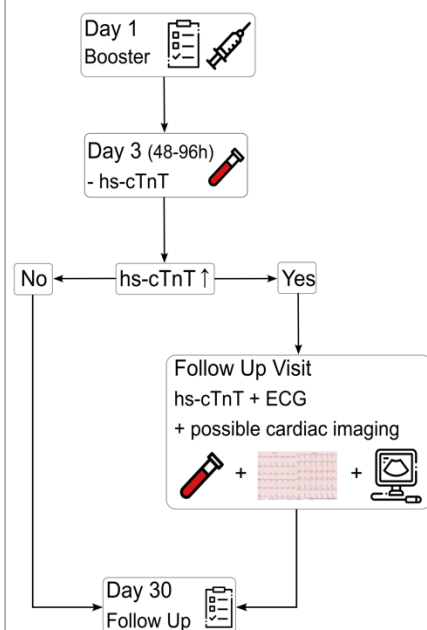 Day 1
Booster
Day 3 (48-96h)
- hs-cTnT
No
hs-cTnT ↑
Yes
Follow Up Visit
hs-cTnT + ECG
+ possible cardiac imaging
+
+
Day 30
Follow Up